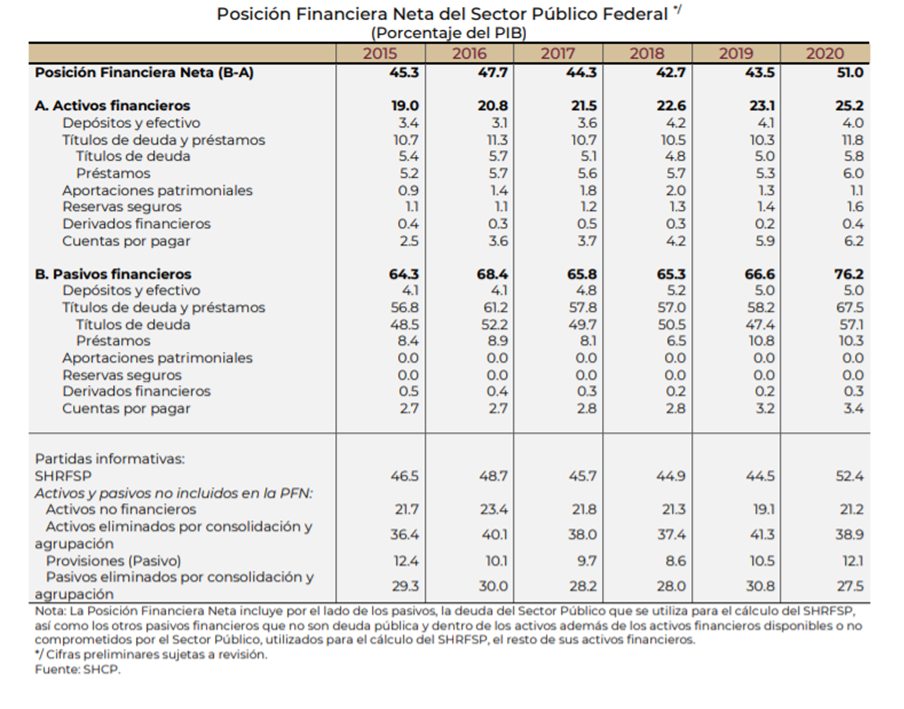 Posición Financiera Neta del Sector Público Federal */
(Porcentaje del PIB)
2015 2016 2017 2018 2019 2020
Posición Financiera Neta (B-A) 45.3 47.7 44.3 42.7 43.5 51.0
A. Activos financieros 19.0 20.8 21.5 22.6 23.1 25.2
Depósitos y efectivo 3.4 3.1 3.6 4.2 4.1 4.0
Títulos de deuda y préstamos 10.7 11.3 10.7 10.5 10.3 11.8
Títulos de deuda 5.4 5.7 5.1 4.8 5.0 5.8
Préstamos 5.2 5.7 5.6 5.7 5.3 6.0
Aportaciones patrimoniales 0.9 1.4 1.8 2.0 1.3 1.1
Reservas seguros 1.1 1.1 1.2 1.3 1.4 1.6
Derivados financieros 0.4 0.3 0.5 0.3 0.2 0.4
Cuentas por pagar 2.5 3.6 3.7 4.2 5.9 6.2
B. Pasivos financieros 64.3 68.4 65.8 65.3 66.6 76.2
Depósitos y efectivo 4.1 4.1 4.8 5.2 5.0 5.0
Títulos de deuda y préstamos 56.8 61.2 57.8 57.0 58.2 67.5
Títulos de deuda 48.5 52.2 49.7 50.5 47.4 57.1
Préstamos 8.4 8.9 8.1 6.5 10.8 10.3
Aportaciones patrimoniales 0.0 0.0 0.0 0.0 0.0 0.0
Reservas seguros 0.0 0.0 0.0 0.0 0.0 0.0
Derivados financieros 0.5 0.4 0.3 0.2 0.2 0.3
Cuentas por pagar 2.7 2.7 2.8 2.8 3.2 3.4
Partidas informativas:
SHRFSP 46.5 48.7 45.7 44.9 44.5 52.4
Activos y pasivos no incluidos en la PFN:
Activos no financieros 21.7 23.4 21.8 21.3 19.1 21.2
Activos eliminados por consolidación y
agrupación 36.4 40.1 38.0 37.4 41.3 38.9
Provisiones (Pasivo) 12.4 10.1 9.7 8.6 10.5 12.1
Pasivos eliminados por consolidación y
agrupación 29.3 30.0 28.2 28.0 30.8 27.5
Nota: La Posición Financiera Neta incluye por el lado de los pasivos, la deuda del Sector Público que se utiliza para el cálculo del SHRFSP,
así como los otros pasivos financieros que no son deuda pública y dentro de los activos además de los activos financieros disponibles o no
comprometidos por el Sector Público, utilizados para el cálculo del SHRFSP, el resto de sus activos financieros.
*/ Cifras preliminares sujetas a revisión.
Fuente: SHCP.